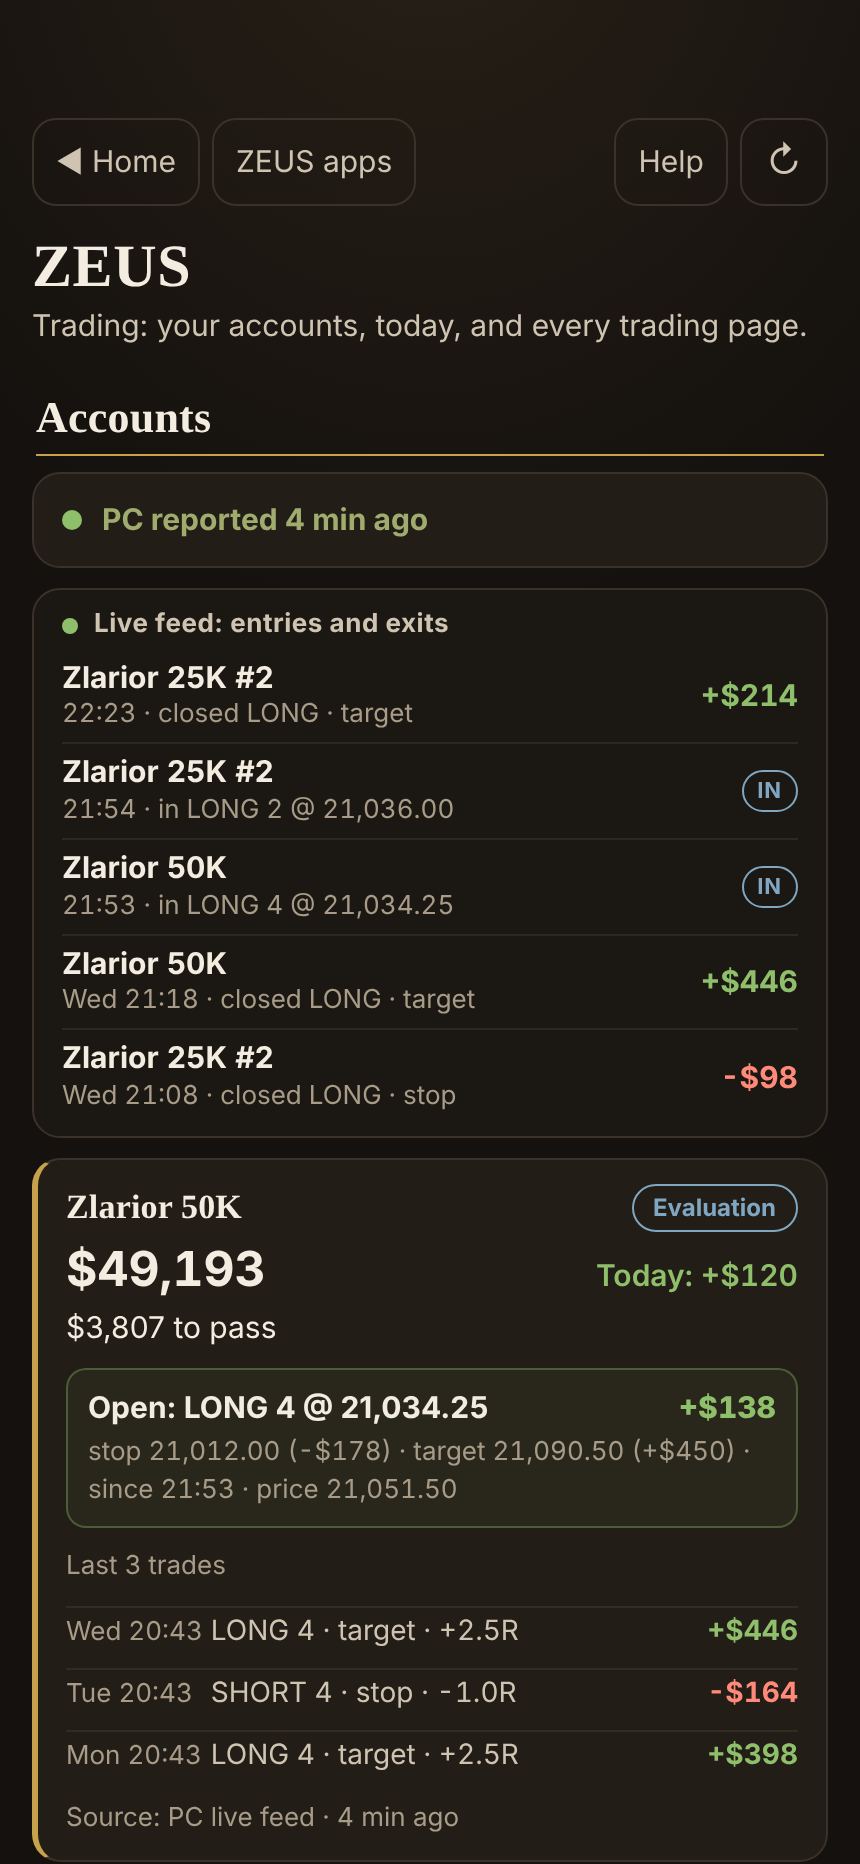 ◀ Home ZEUS apps Help ↻
ZEUS
Trading: your accounts, today, and every trading page.
Accounts
PC reported 4 min ago
Live feed: entries and exits
Zlarior 25K #2
22:23 · closed LONG · target
+$214
Zlarior 25K #2
21:54 · in LONG 2 @ 21,036.00
IN
Zlarior 50K
21:53 · in LONG 4 @ 21,034.25
IN
Zlarior 50K
Wed 21:18 · closed LONG · target
+$446
Zlarior 25K #2
Wed 21:08 · closed LONG · stop
-$98
Zlarior 50K Evaluation
$49,193 Today: +$120
$3,807 to pass
Open: LONG 4 @ 21,034.25 +$138
stop 21,012.00 (-$178) · target 21,090.50 (+$450) ·
since 21:53 · price 21,051.50
Last 3 trades
Wed 20:43 LONG 4 · target · +2.5R +$446
Tue 20:43 SHORT 4 · stop · -1.0R -$164
Mon 20:43 LONG 4 · target · +2.5R +$398
Source: PC live feed · 4 min ago